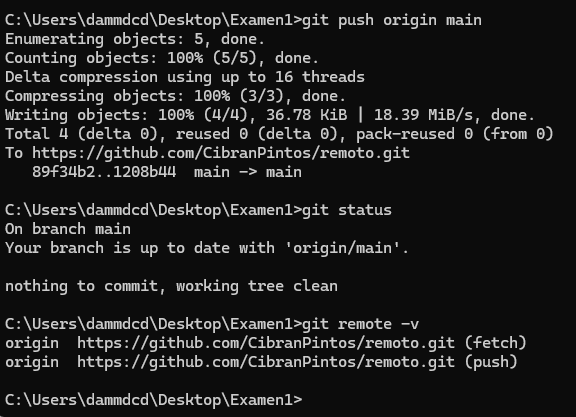 C:\Users\dammdcd\Desktop\Examen1>git push origin main
Enumerating objects: 5, done.
Counting objects: 100% (5/5), done.
Delta compression using up to 16 threads
Compressing objects: 100% (3/3), done.
Writing objects: 100% (4/4), 36.78 KiB | 18.39 MiB/s, done.
Total 4 (delta 0), reused 0 (delta 0), pack-reused 0 (from 0)
To https://github.com/CibranPintos/remoto.git
   89f34b2..1208b44  main -> main
C:\Users\dammdcd\Desktop\Examen1>git status
On branch main
Your branch is up to date with 'origin/main'.
nothing to commit, working tree clean
C:\Users\dammdcd\Desktop\Examen1>git remote -v
origin  https://github.com/CibranPintos/remoto.git (fetch)
origin  https://github.com/CibranPintos/remoto.git (push)
C:\Users\dammdcd\Desktop\Examen1>